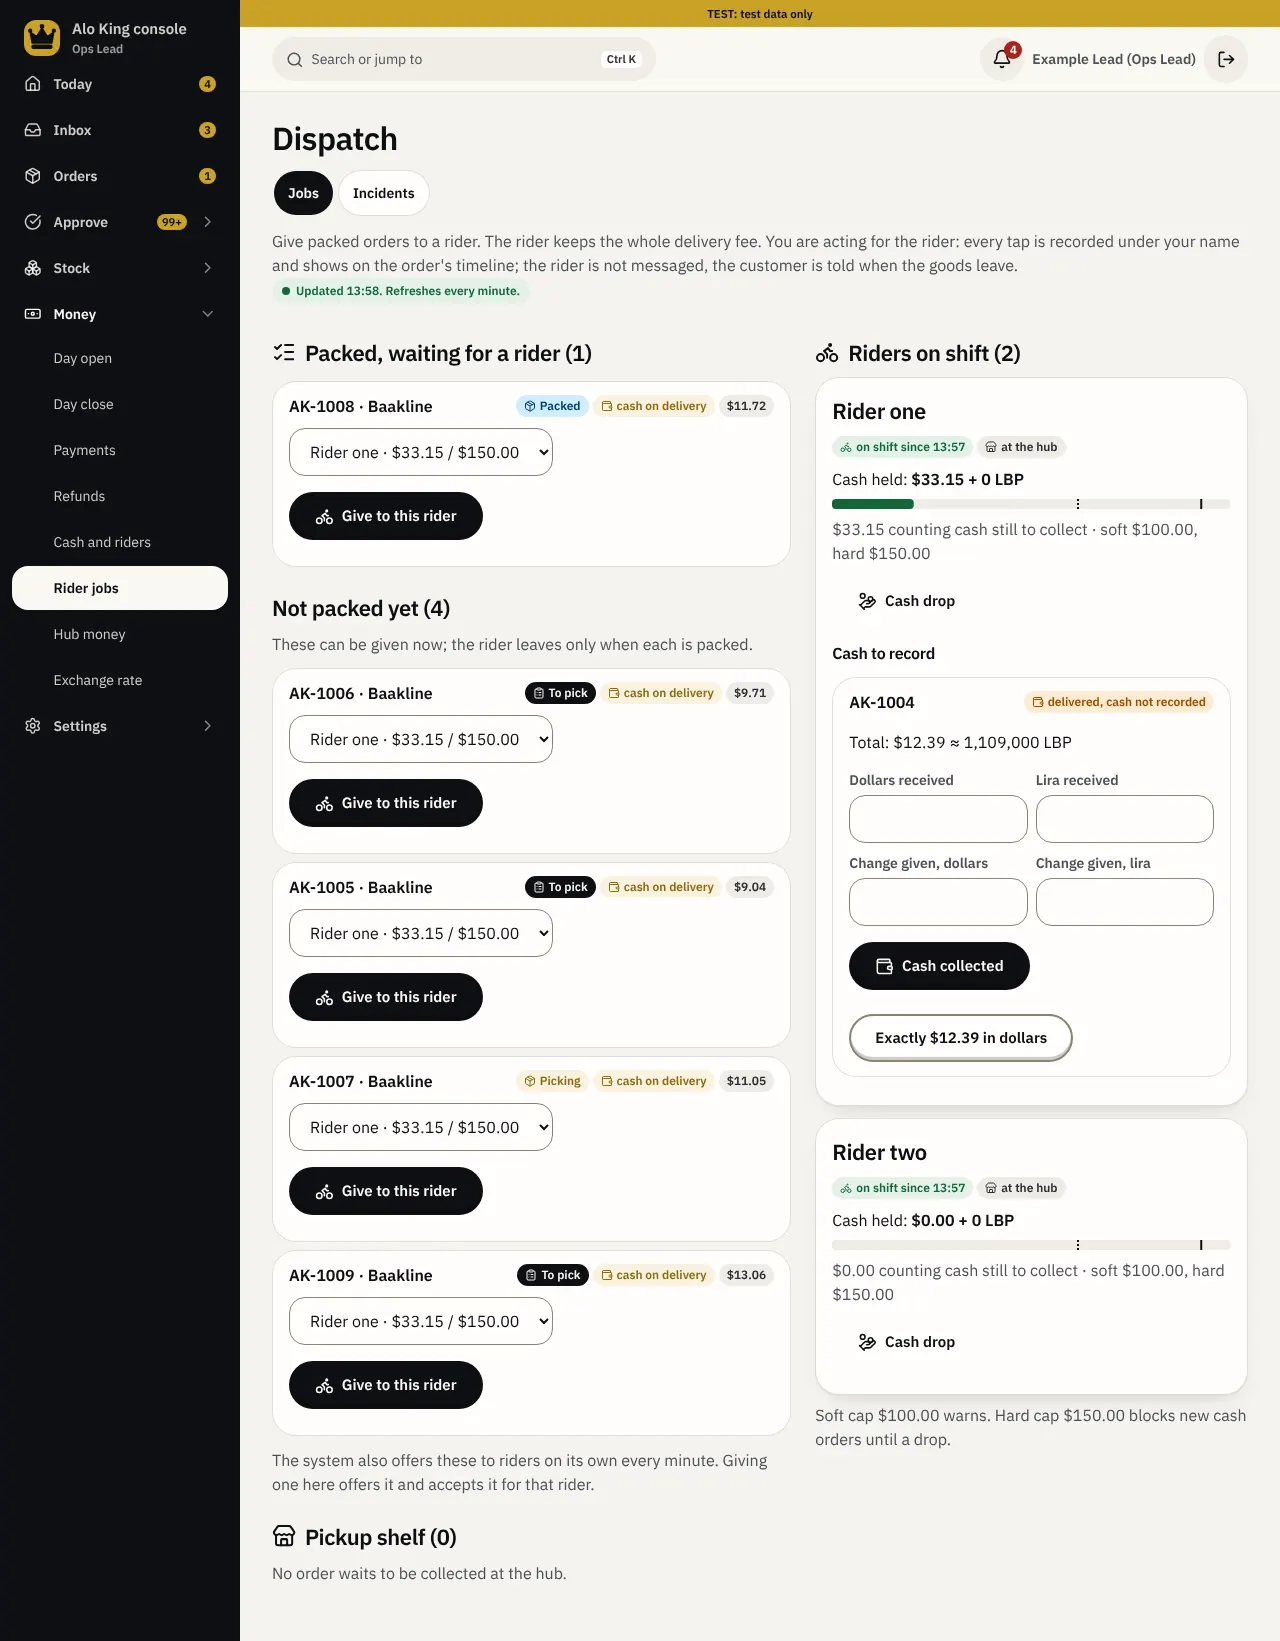 TEST: test data only
Alo King console
Ops Lead
Today 4
Inbox 3
Orders 1
Approve 99+
Stock
Money
Day open
Day close
Payments
Refunds
Cash and riders
Rider jobs
Hub money
Exchange rate
Settings
Search or jump to Ctrl K
4 Example Lead (Ops Lead)
Dispatch
Jobs Incidents
Give packed orders to a rider. The rider keeps the whole delivery fee. You are acting for the rider: every tap is recorded under your name
and shows on the order's timeline; the rider is not messaged, the customer is told when the goods leave.
Updated 13:58. Refreshes every minute.
Packed, waiting for a rider (1)
AK-1008 · Baakline Packed cash on delivery $11.72
Rider one · $33.15 / $150.00
Give to this rider
Not packed yet (4)
These can be given now; the rider leaves only when each is packed.
AK-1006 · Baakline To pick cash on delivery $9.71
Rider one · $33.15 / $150.00
Give to this rider
AK-1005 · Baakline To pick cash on delivery $9.04
Rider one · $33.15 / $150.00
Give to this rider
AK-1007 · Baakline Picking cash on delivery $11.05
Rider one · $33.15 / $150.00
Give to this rider
AK-1009 · Baakline To pick cash on delivery $13.06
Rider one · $33.15 / $150.00
Give to this rider
The system also offers these to riders on its own every minute. Giving
one here offers it and accepts it for that rider.
Pickup shelf (0)
No order waits to be collected at the hub.
Riders on shift (2)
Rider one
on shift since 13:57 at the hub
Cash held: $33.15 + 0 LBP
$33.15 counting cash still to collect · soft $100.00,
hard $150.00
Cash drop
Cash to record
AK-1004 delivered, cash not recorded
Total: $12.39 ≈ 1,109,000 LBP
Dollars received Lira received
Change given, dollars Change given, lira
Cash collected
Exactly $12.39 in dollars
Rider two
on shift since 13:57 at the hub
Cash held: $0.00 + 0 LBP
$0.00 counting cash still to collect · soft $100.00, hard
$150.00
Cash drop
Soft cap $100.00 warns. Hard cap $150.00 blocks new cash
orders until a drop.